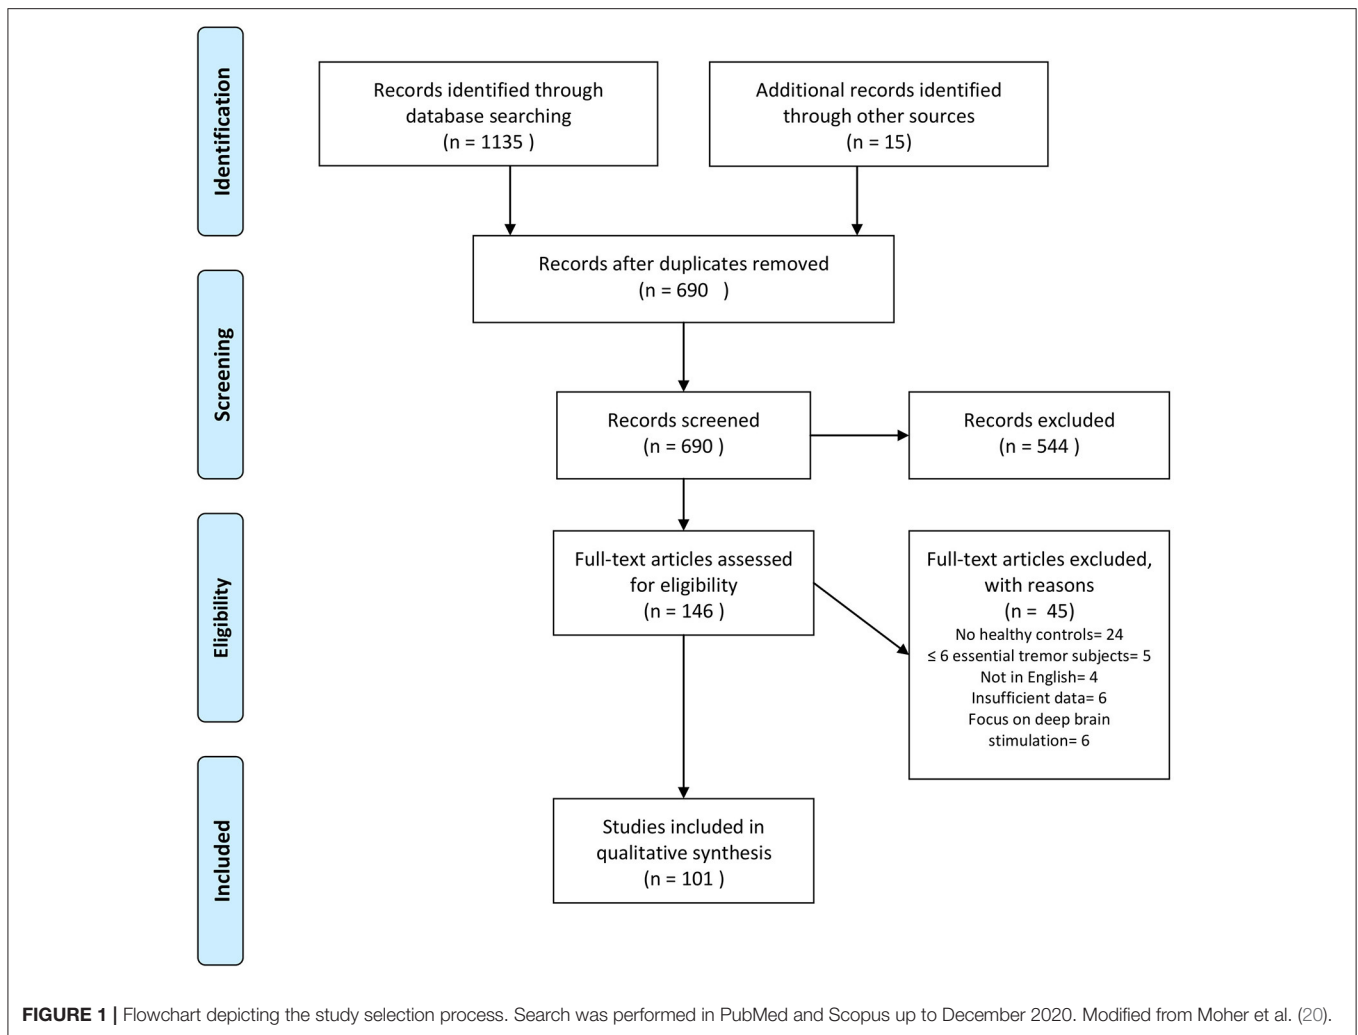 Identification
Records identified through
database searching
(n = 1135 )
Additional records identified
through other sources
(n = 15)
Records after duplicates removed
(n = 690   )
Screening
Records screened
(n = 690 )
Records excluded
(n = 544 )
Eligibility
Full-text articles assessed
for eligibility
(n = 146 )
Full-text articles excluded,
with reasons
(n =  45)
No healthy controls= 24
≤ 6 essential tremor subjects= 5
Not in English= 4
Insufficient data= 6
Focus on deep brain
stimulation= 6
Included
Studies included in
qualitative synthesis
(n = 101 )
FIGURE 1 | Flowchart depicting the study selection process. Search was performed in PubMed and Scopus up to December 2020. Modified from Moher et al. (20).